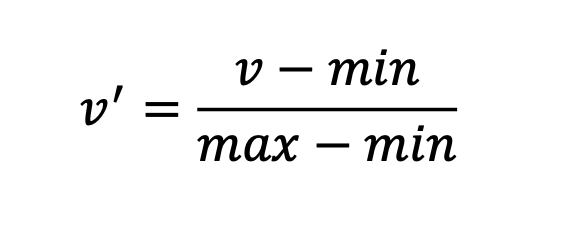 v′ = (v − min) / (max − min)